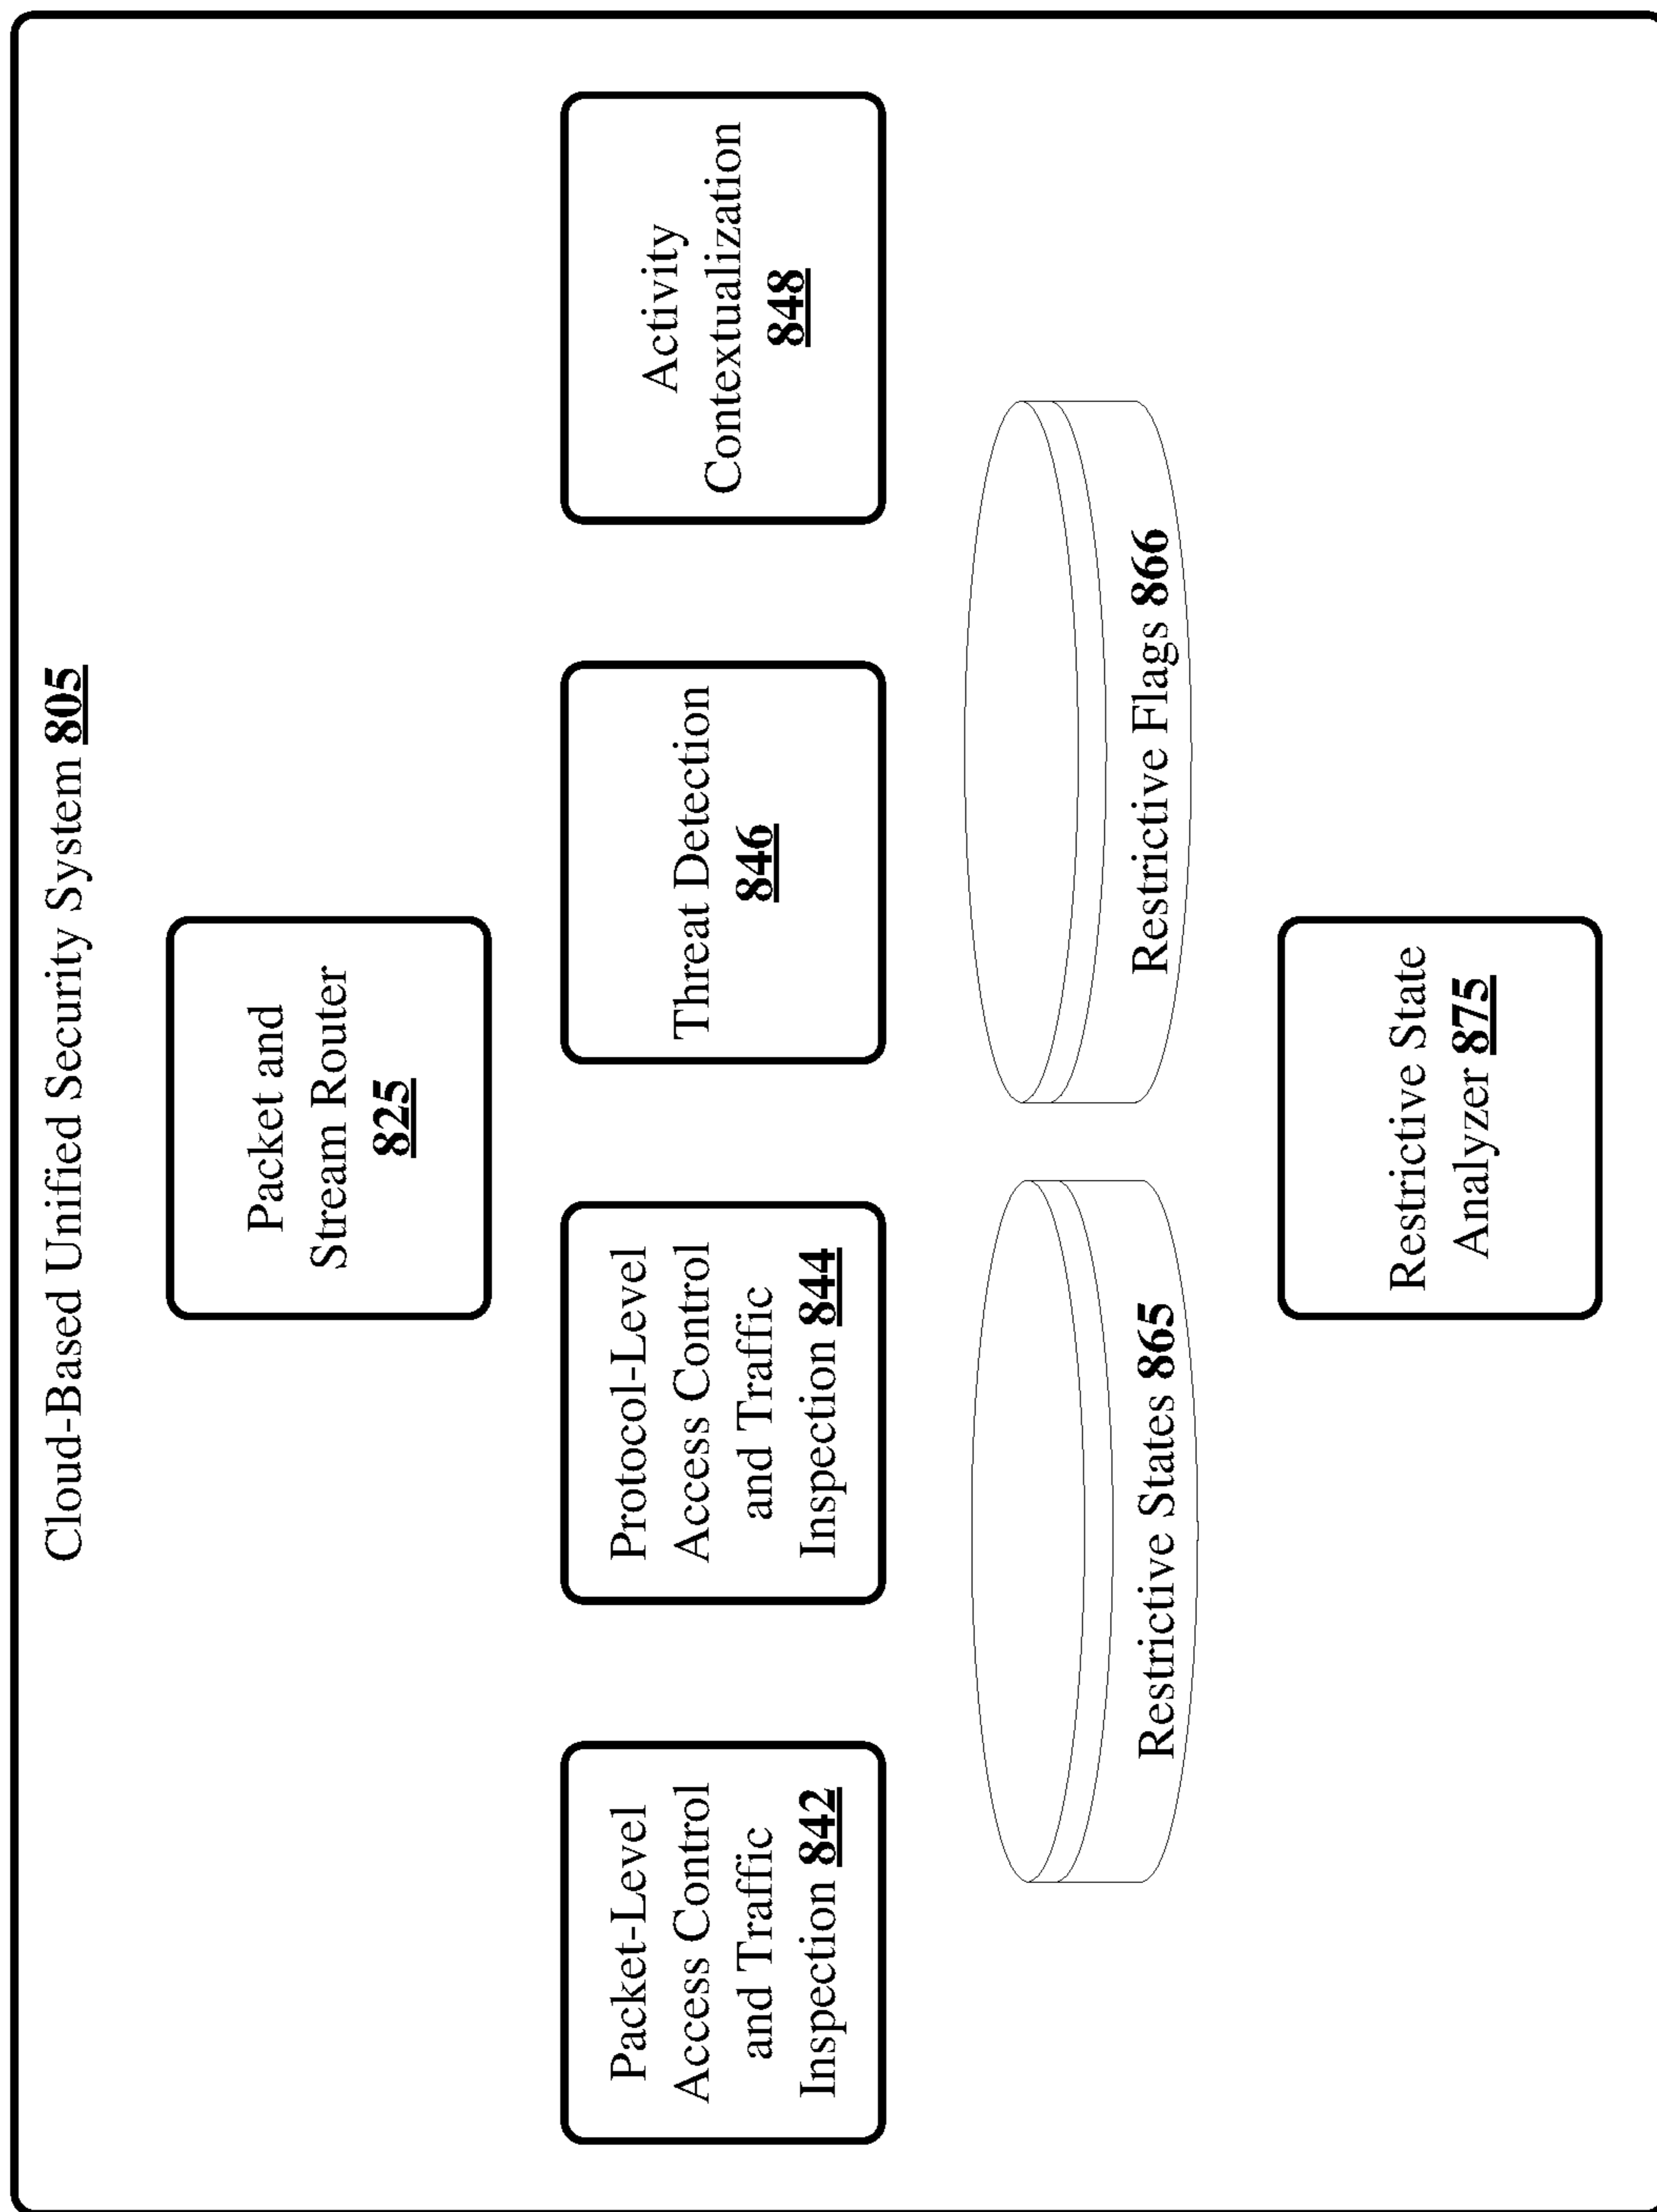 Cloud-Based Unified Security System 805
Packet and
Stream Router
825
Packet-Level
Access Control
and Traffic
Inspection 842
Protocol-Level
Access Control
and Traffic
Inspection 844
Threat Detection
846
Activity
Contextualization
848
Restrictive States 865
Restrictive Flags 866
Restrictive State
Analyzer 875